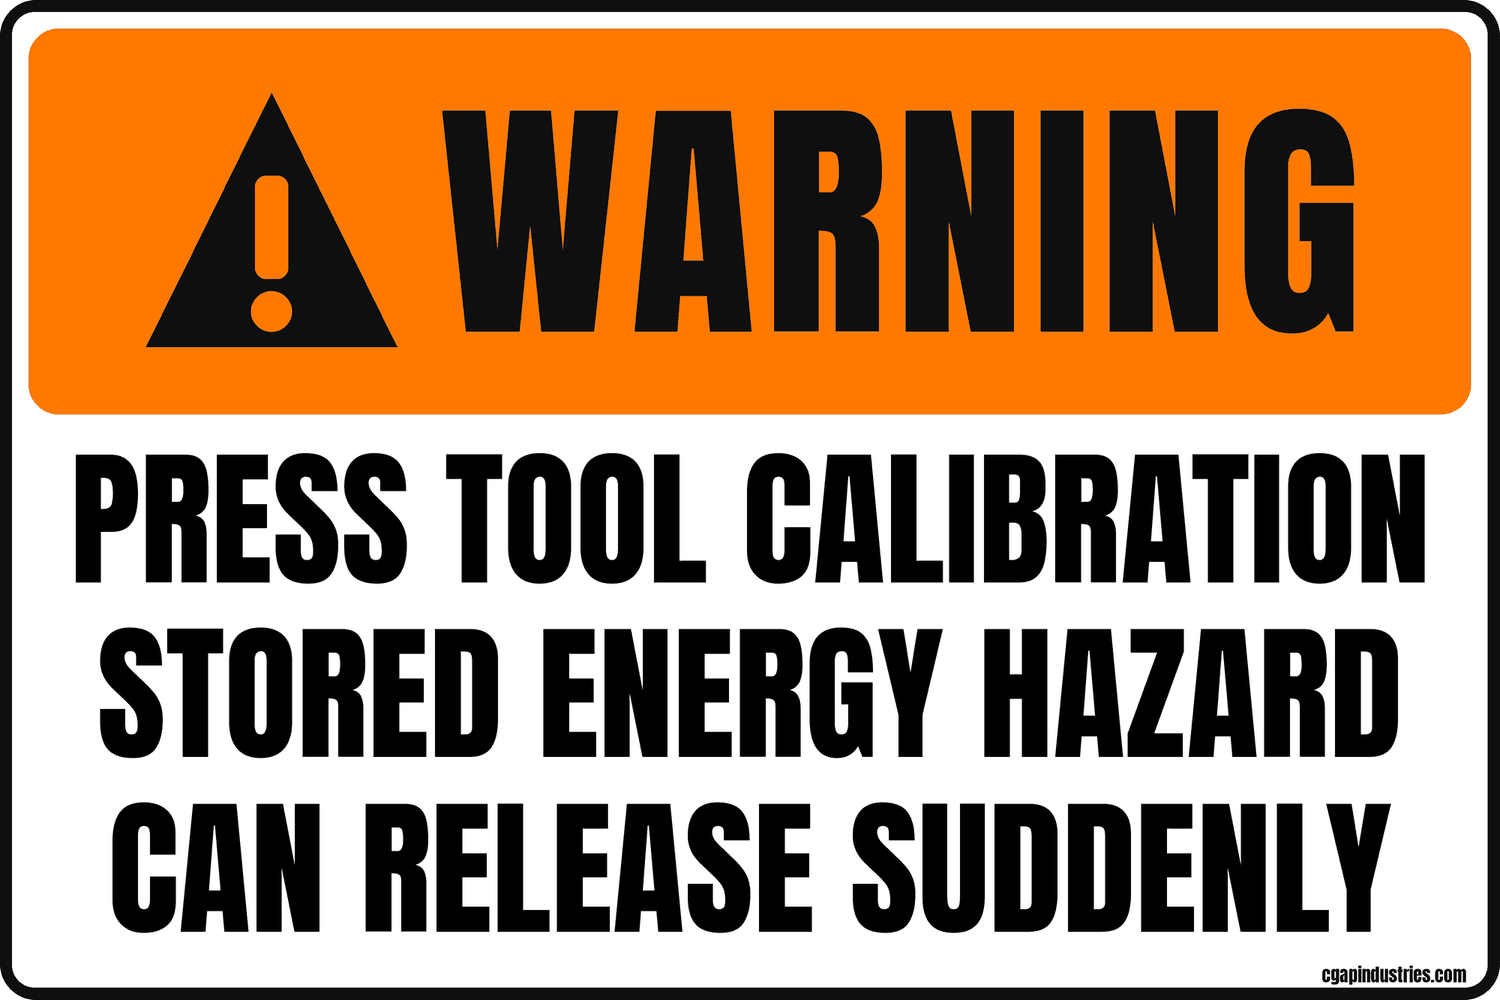 WARNING
PRESS TOOL CALIBRATION
STORED ENERGY HAZARD
CAN RELEASE SUDDENLY
cgapindustries.com